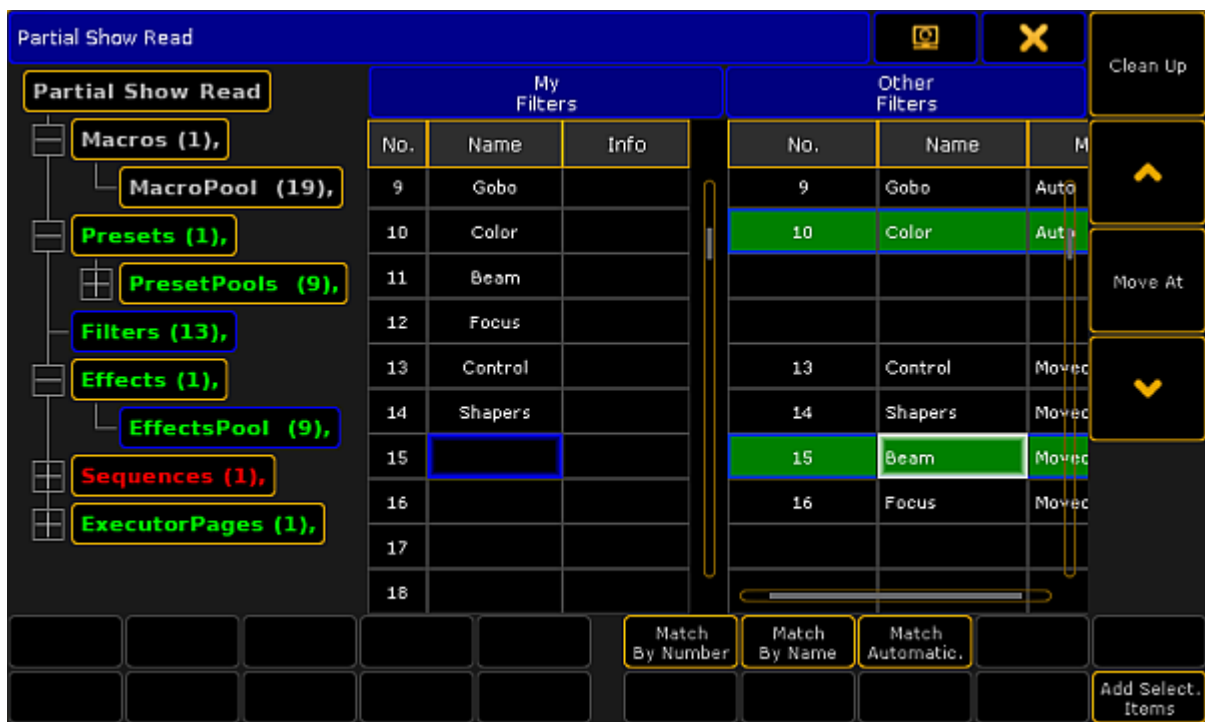 Partial Show Read
Clean Up
Partial Show Read
My
Filters
Other
Filters
Macros (1),
No. Name Info No. Name M
MacroPool (19),
9 Gobo 9 Gobo Auto
Presets (1),
10 Color 10 Color Auto
PresetPools (9),
11 Beam
Move At
Filters (13),
12 Focus
Effects (1),
13 Control 13 Control Moved
EffectsPool (9),
14 Shapers 14 Shapers Moved
Sequences (1),
15 15 Beam Moved
ExecutorPages (1),
16 16 Focus Moved
17
18
Match
By Number
Match
By Name
Match
Automatic.
Add Select.
Items